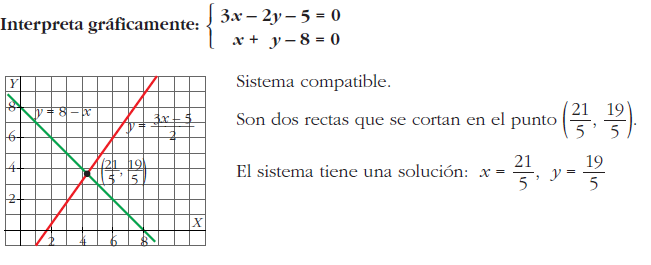 Interpreta gráficamente: { 3x – 2y – 5 = 0
x + y – 8 = 0
Sistema compatible.
Son dos rectas que se cortan en el punto (21/5, 19/5).
El sistema tiene una solución: x = 21/5, y = 19/5
Y
8
y = 8 – x
y = 3x – 5/2
6
4
(21/5, 19/5)
2
X
2 4 6 8